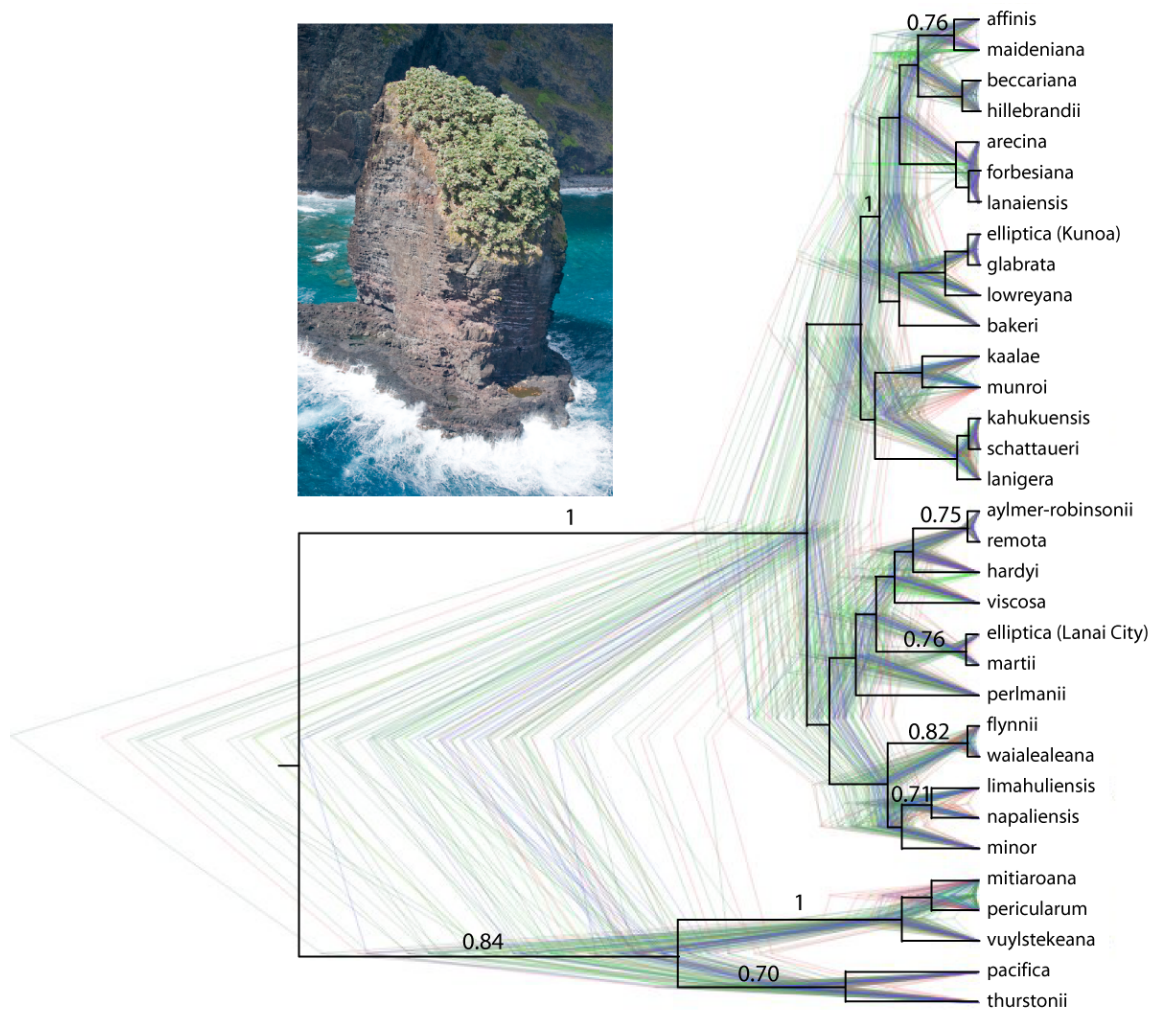 0.76
affinis
maideniana
beccariana
hillebrandii
arecina
forbesiana
lanaiensis
1
elliptica (Kunoa)
glabrata
lowreyana
bakeri
kaalae
munroi
kahukuensis
schattaueri
lanigera
1
0.75
aylmer-robinsonii
remota
hardyi
viscosa
0.76
elliptica (Lanai City)
martii
perlmanii
0.82
flynnii
waialealeana
0.71
limahuliensis
napaliensis
minor
mitiaroana
1
pericularum
vuylstekeana
0.84
0.70
pacifica
thurstonii